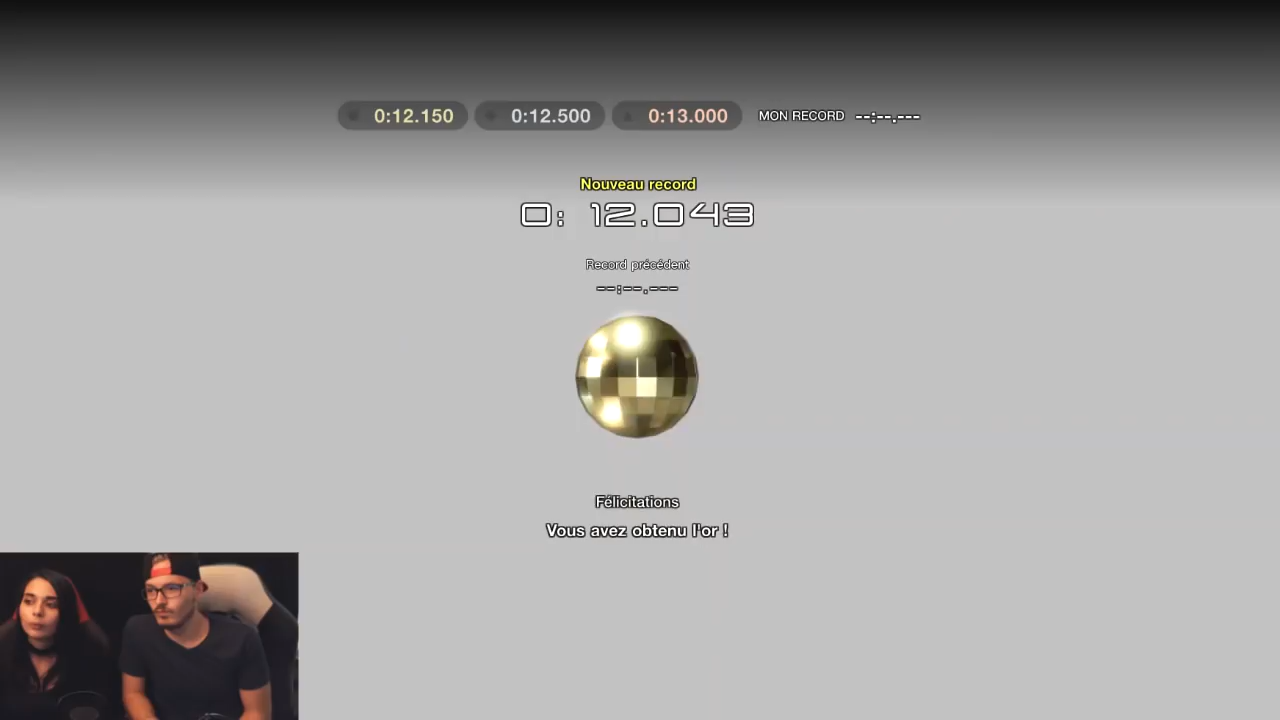 0:12.150 0:12.500 0:13.000 MON RECORD --:--.---
Nouveau record
0: 12.043
Record précédent
--:--.---
Félicitations
Vous avez obtenu l'or !